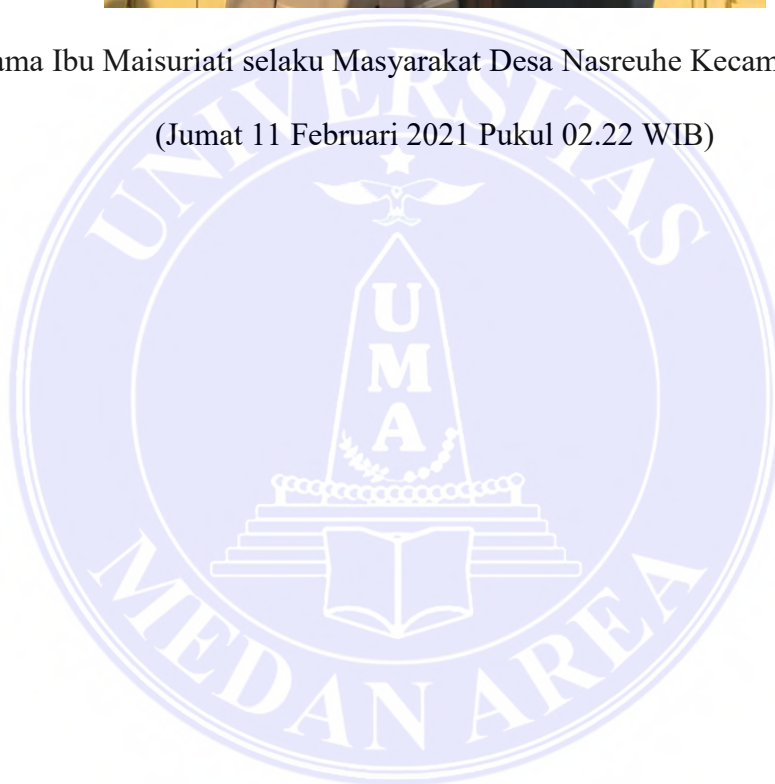 ama Ibu Maisuriati selaku Masyarakat Desa Nasreuhe Kecam
(Jumat 11 Februari 2021 Pukul 02.22 WIB)
UNIVERSITAS
UMA
MEDAN AREA